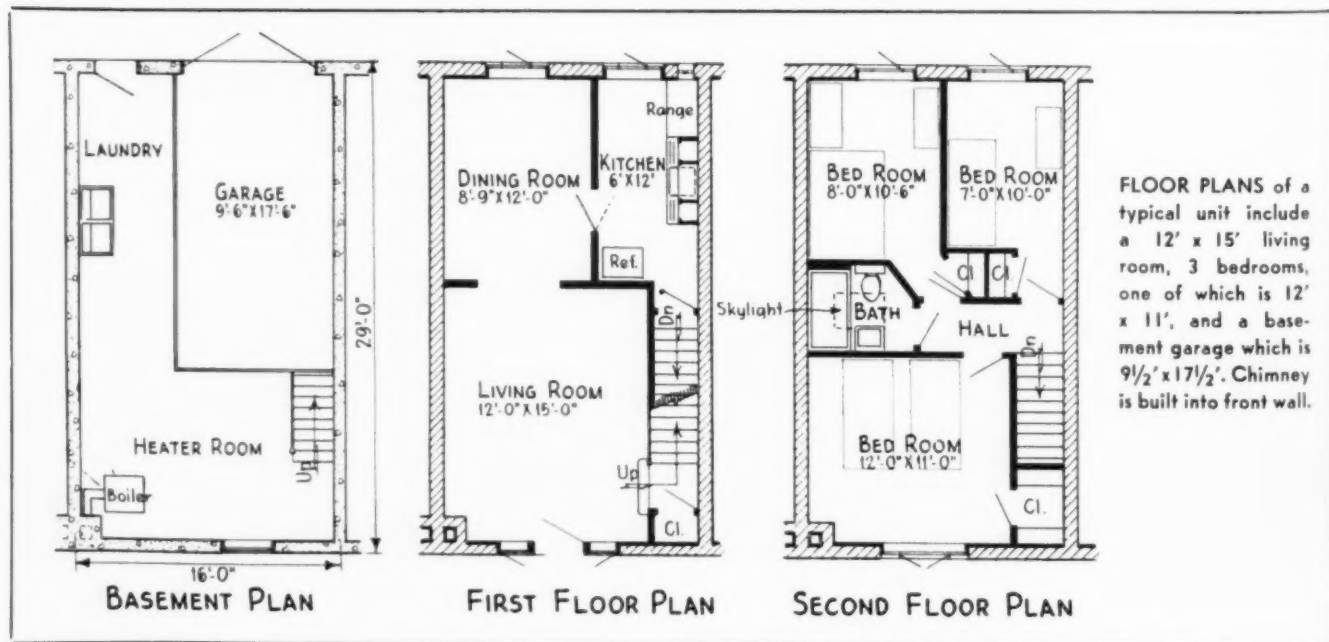 LAUNDRY
GARAGE
9'-6"X17'-6"
HEATER ROOM
Up
Boiler
29'-0"
16'-0"
BASEMENT PLAN
Range
KITCHEN
6'X12'
DINING ROOM
8'-9"X12'-0"
Ref.
Dn
LIVING ROOM
12'-0"X15'-0"
Up
Cl.
FIRST FLOOR PLAN
BED ROOM
8'-0"X10'-6"
BED ROOM
7'-0"X10'-0"
Cl.
Cl.
Skylight
BATH
HALL
Dn
BED ROOM
12'-0"X11'-0"
Cl.
SECOND FLOOR PLAN
FLOOR PLANS of a
typical unit include
a 12' x 15' living
room, 3 bedrooms,
one of which is 12'
x 11', and a base-
ment garage which is
9½' x 17½'. Chimney
is built into front wall.